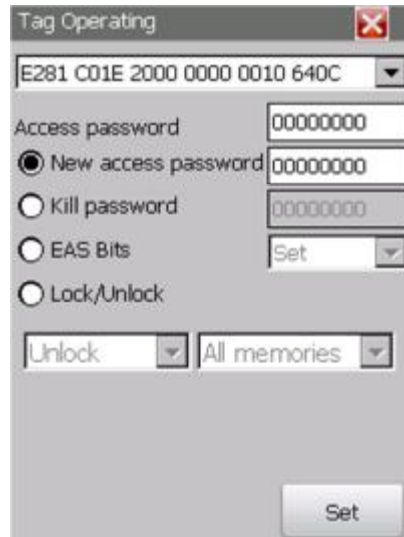 Tag Operating
E281 C01E 2000 0000 0010 640C
Access password 00000000
New access password 00000000
Kill password 00000000
EAS Bits Set
Lock/Unlock
Unlock All memories
Set